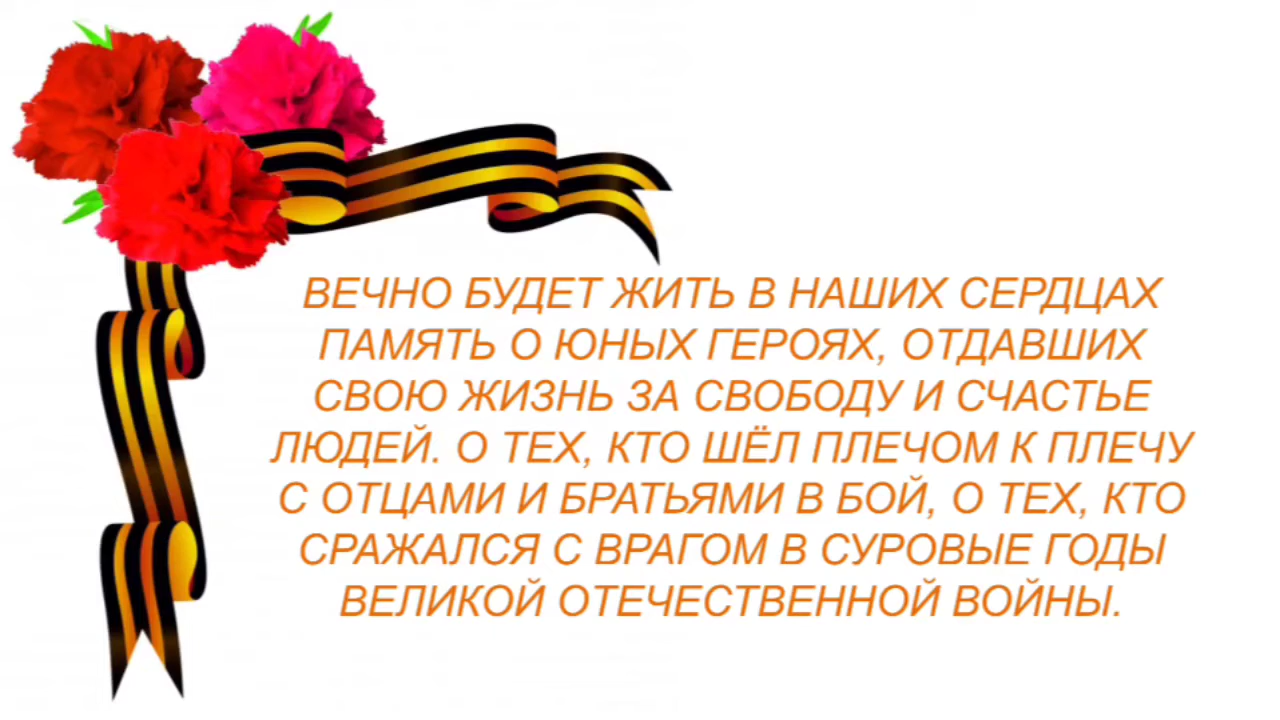 ВЕЧНО БУДЕТ ЖИТЬ В НАШИХ СЕРДЦАХ
ПАМЯТЬ О ЮНЫХ ГЕРОЯХ, ОТДАВШИХ
СВОЮ ЖИЗНЬ ЗА СВОБОДУ И СЧАСТЬЕ
ЛЮДЕЙ. О ТЕХ, КТО ШЁЛ ПЛЕЧОМ К ПЛЕЧУ
С ОТЦАМИ И БРАТЬЯМИ В БОЙ, О ТЕХ, КТО
СРАЖАЛСЯ С ВРАГОМ В СУРОВЫЕ ГОДЫ
ВЕЛИКОЙ ОТЕЧЕСТВЕННОЙ ВОЙНЫ.